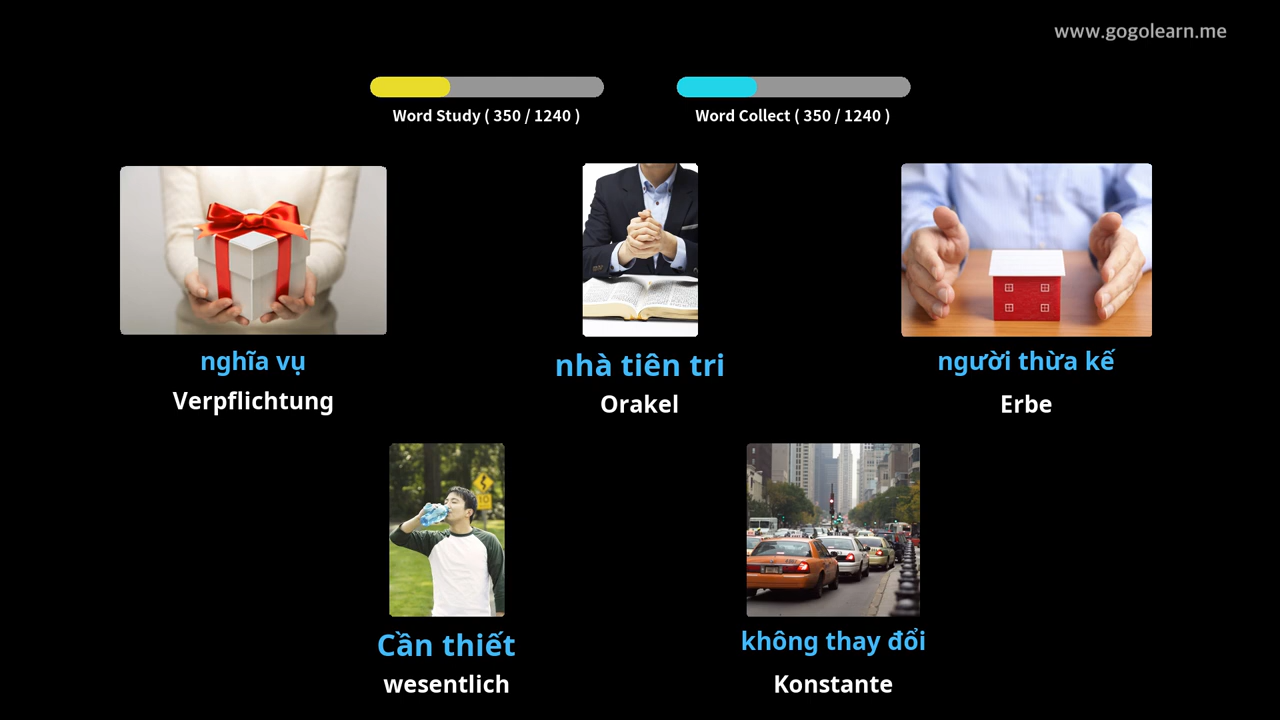 www.gogolearn.me
Word Study ( 350 / 1240 )
Word Collect ( 350 / 1240 )
nghĩa vụ
Verpflichtung
nhà tiên tri
Orakel
người thừa kế
Erbe
Cần thiết
wesentlich
không thay đổi
Konstante